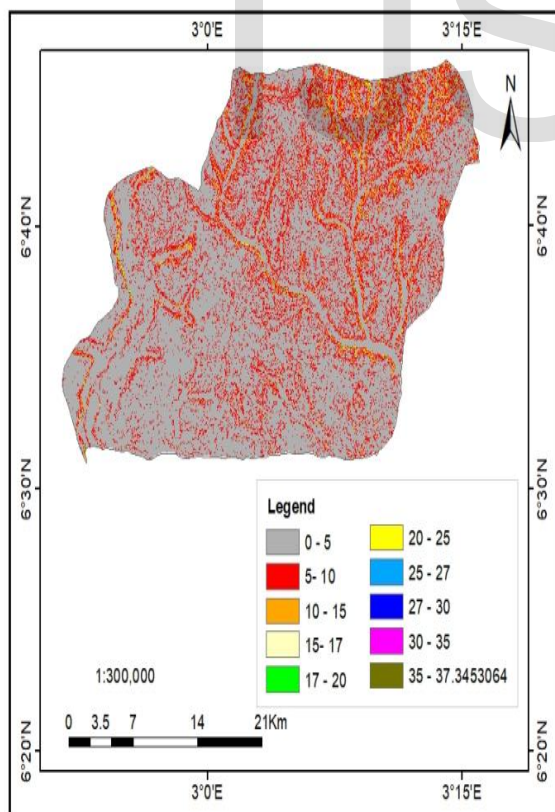 3°0'E 3°15'E
N
6°40'N 6°40'N
6°30'N 6°30'N
Legend
0 - 5 20 - 25
5- 10 25 - 27
10 - 15 27 - 30
15- 17 30 - 35
17 - 20 35 - 37.3453064
1:300,000
0 3.5 7 14 21Km
6°20'N 6°20'N
3°0'E 3°15'E